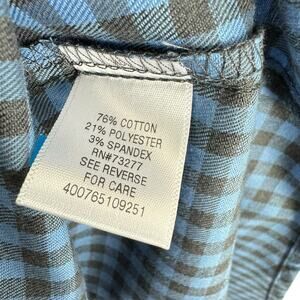 76% COTTON
21% POLYESTER
3% SPANDEX
RN#73277
SEE REVERSE
FOR CARE
400765109251